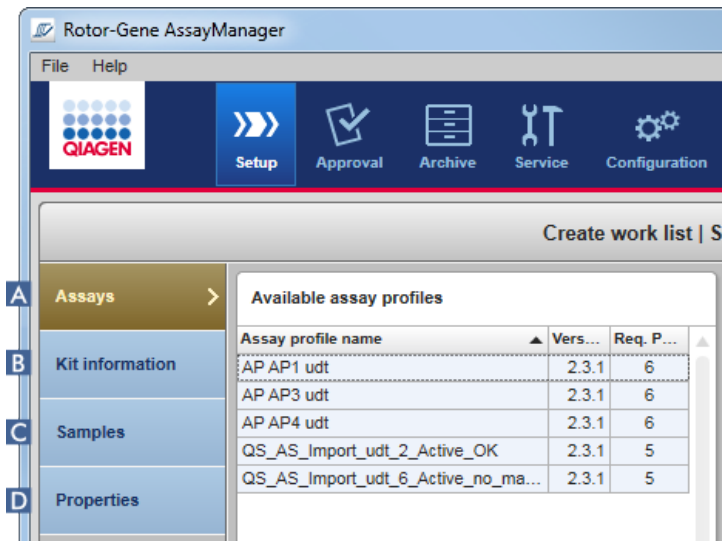 Rotor-Gene AssayManager
File Help
QIAGEN
Setup Approval Archive Service Configuration
Create work list | S
A Assays
Available assay profiles
Assay profile name Vers... Req. P...
B Kit information
AP AP1 udt 2.3.1 6
AP AP3 udt 2.3.1 6
C Samples
AP AP4 udt 2.3.1 6
QS_AS_Import_udt_2_Active_OK 2.3.1 5
QS_AS_Import_udt_6_Active_no_ma... 2.3.1 5
D Properties